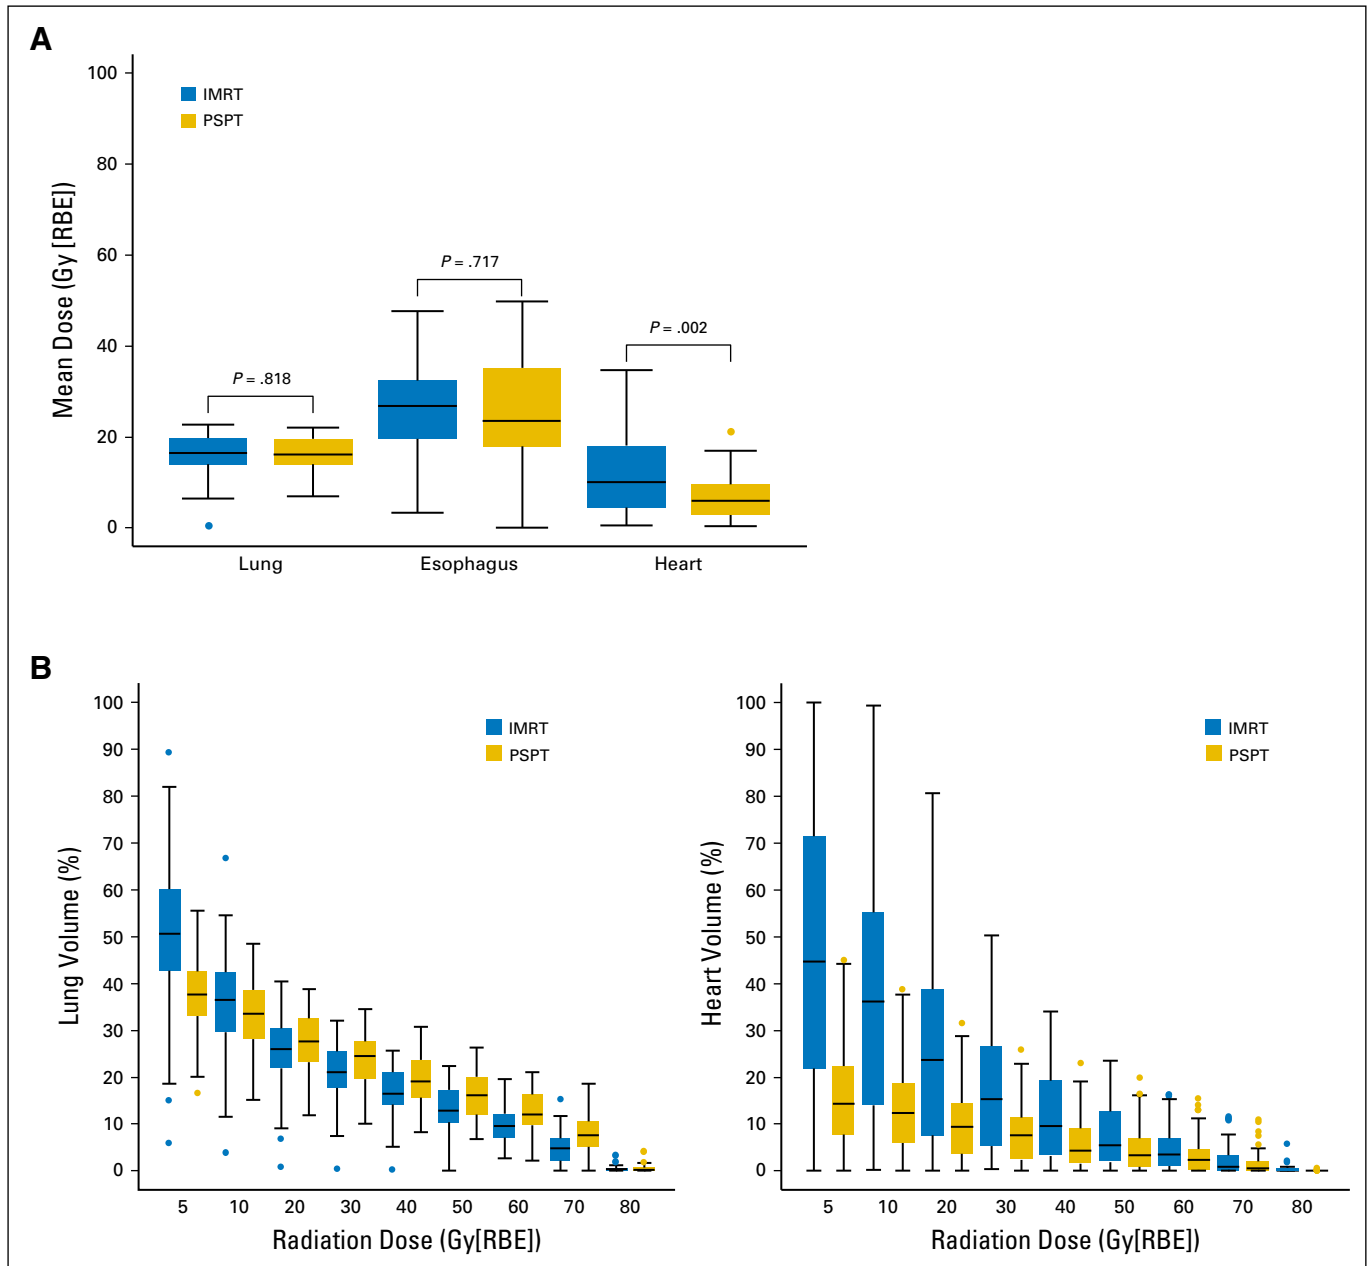 A
100
80
60
40
20
0
Mean Dose (Gy [RBE])
IMRT
PSPT
P = .818
P = .717
P = .002
Lung Esophagus Heart
B
100
90
80
70
60
50
40
30
20
10
0
Lung Volume (%)
IMRT
PSPT
5 10 20 30 40 50 60 70 80
Radiation Dose (Gy[RBE])
100
90
80
70
60
50
40
30
20
10
0
Heart Volume (%)
IMRT
PSPT
5 10 20 30 40 50 60 70 80
Radiation Dose (Gy[RBE])